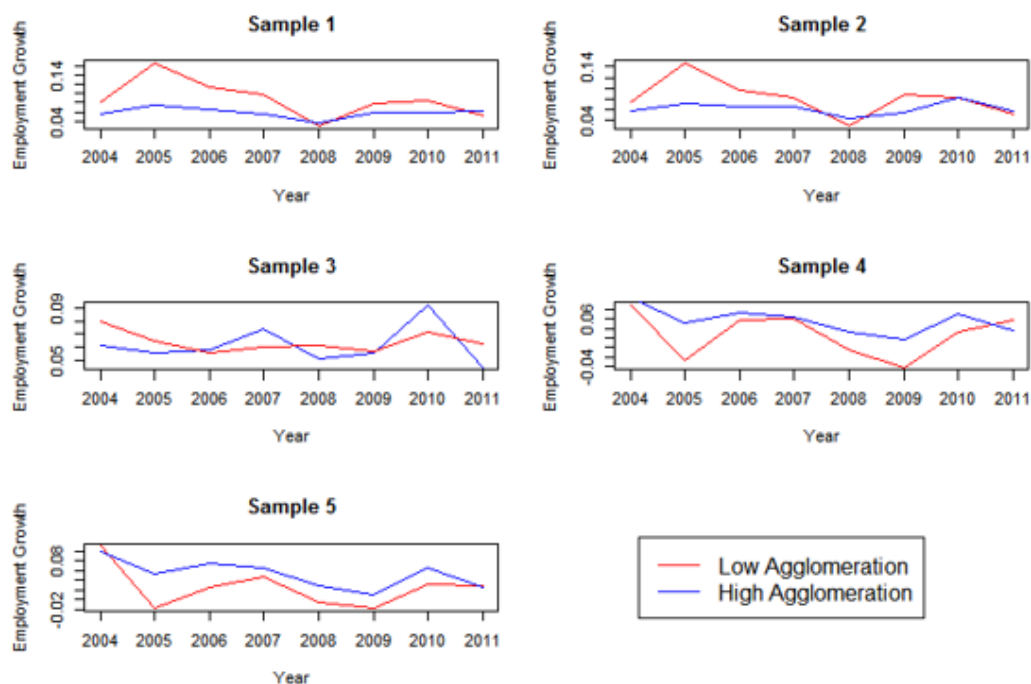 Sample 1
Employment Growth
0.14
0.04
2004 2005 2006 2007 2008 2009 2010 2011
Year
Sample 2
Employment Growth
0.14
0.04
2004 2005 2006 2007 2008 2009 2010 2011
Year
Sample 3
Employment Growth
0.09
0.05
2004 2005 2006 2007 2008 2009 2010 2011
Year
Sample 4
Employment Growth
0.06
-0.04
2004 2005 2006 2007 2008 2009 2010 2011
Year
Sample 5
Employment Growth
0.08
-0.02
2004 2005 2006 2007 2008 2009 2010 2011
Year
Low Agglomeration
High Agglomeration